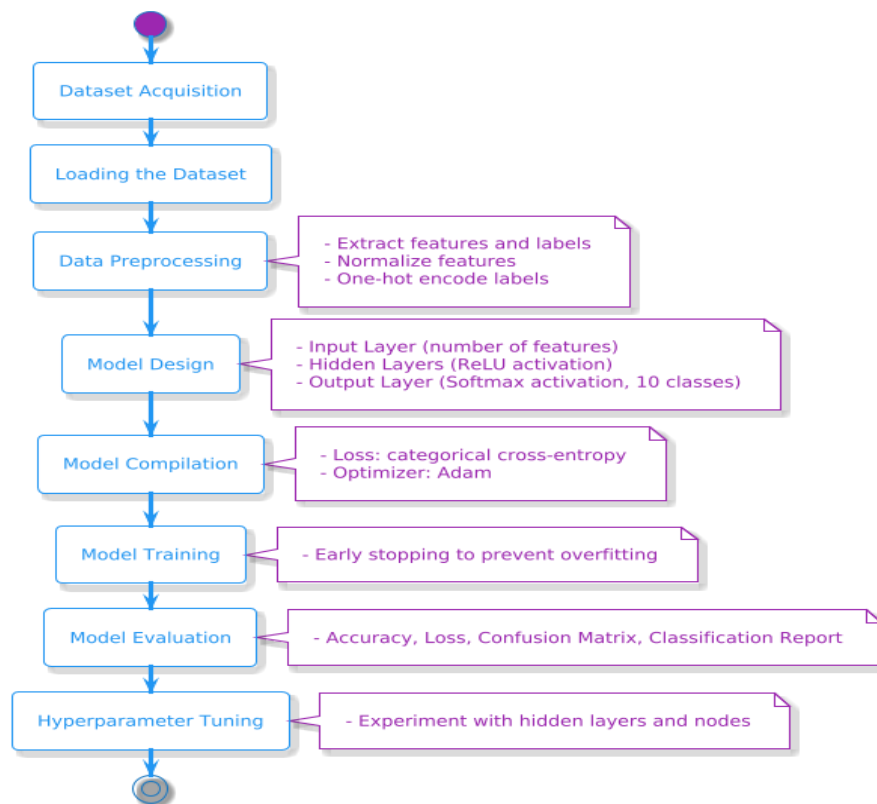 Dataset Acquisition
Loading the Dataset
Data Preprocessing
- Extract features and labels
- Normalize features
- One-hot encode labels
Model Design
- Input Layer (number of features)
- Hidden Layers (ReLU activation)
- Output Layer (Softmax activation, 10 classes)
Model Compilation
- Loss: categorical cross-entropy
- Optimizer: Adam
Model Training
- Early stopping to prevent overfitting
Model Evaluation
- Accuracy, Loss, Confusion Matrix, Classification Report
Hyperparameter Tuning
- Experiment with hidden layers and nodes